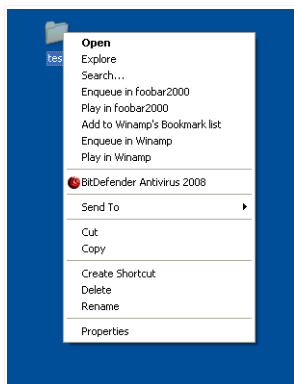 tes
Open
Explore
Search...
Enqueue in foobar2000
Play in foobar2000
Add to Winamp's Bookmark list
Enqueue in Winamp
Play in Winamp
BitDefender Antivirus 2008
Send To
Cut
Copy
Create Shortcut
Delete
Rename
Properties